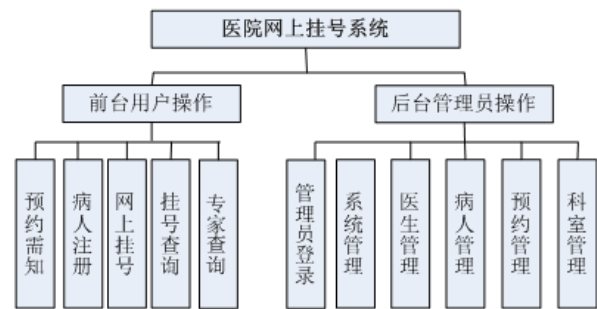 医院网上挂号系统
前台用户操作
后台管理员操作
预约需知
病人注册
网上挂号
挂号查询
专家查询
管理员登录
系统管理
医生管理
病人管理
预约管理
科室管理